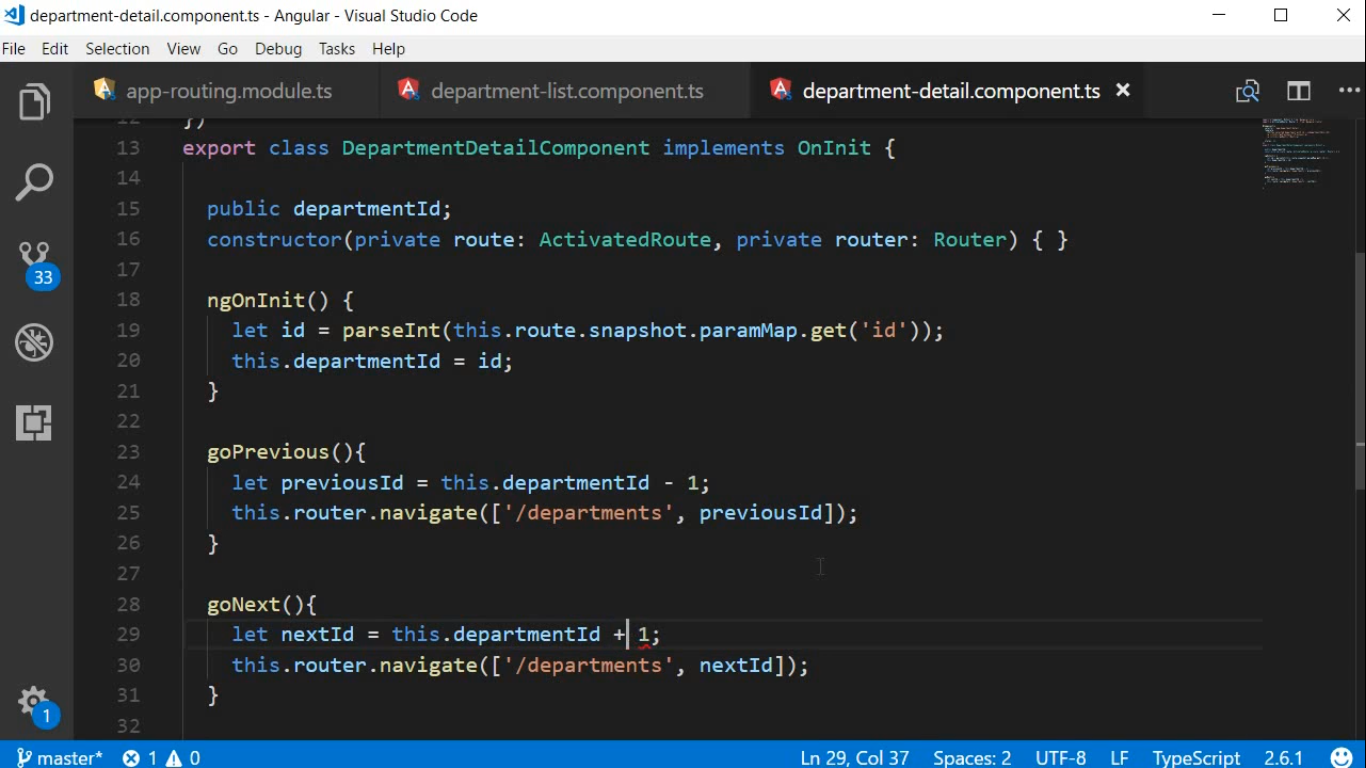 department-detail.component.ts - Angular - Visual Studio Code
File Edit Selection View Go Debug Tasks Help
app-routing.module.ts department-list.component.ts department-detail.component.ts
12 })
13 export class DepartmentDetailComponent implements OnInit {
14
15 public departmentId;
16 constructor(private route: ActivatedRoute, private router: Router) { }
17
18 ngOnInit() {
19 let id = parseInt(this.route.snapshot.paramMap.get('id'));
20 this.departmentId = id;
21 }
22
23 goPrevious(){
24 let previousId = this.departmentId - 1;
25 this.router.navigate(['/departments', previousId]);
26 }
27
28 goNext(){
29 let nextId = this.departmentId + 1;
30 this.router.navigate(['/departments', nextId]);
31 }
32
33
1
master* 1 0 Ln 29, Col 37 Spaces: 2 UTF-8 LF TypeScript 2.6.1